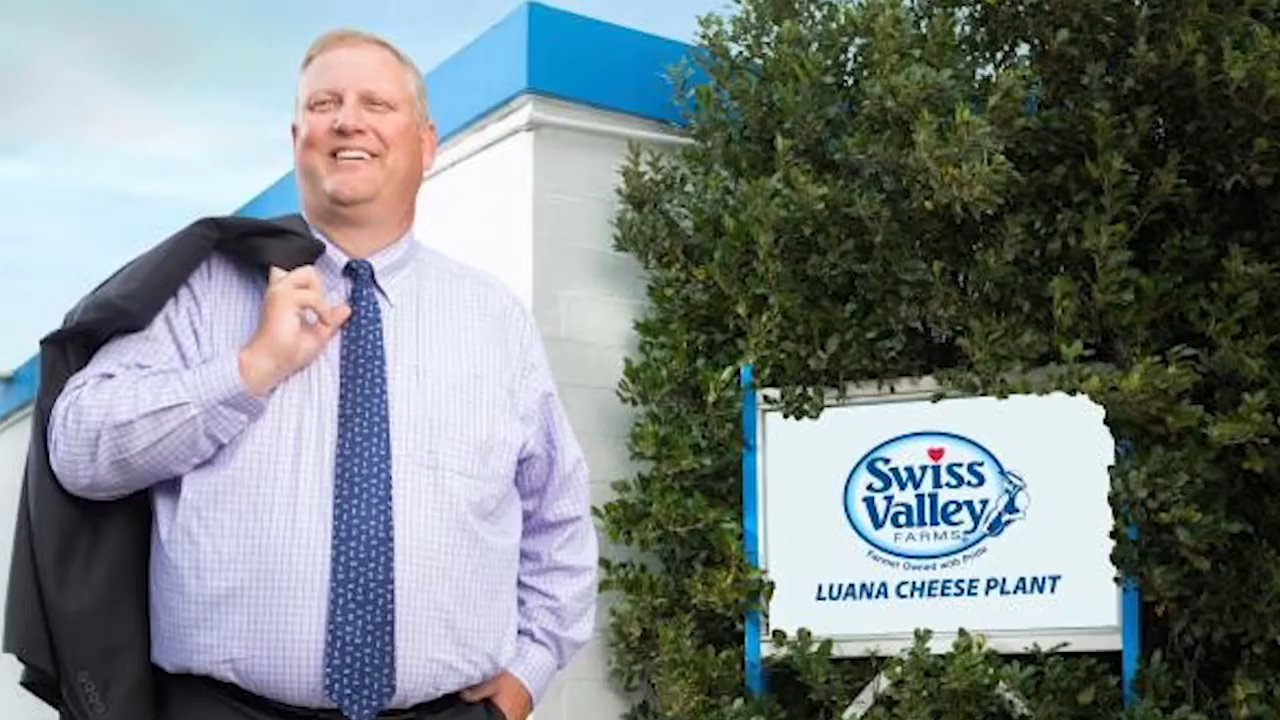 Swiss
Valley
FARMS
Farmer Owned with Pride
LUANA CHEESE PLANT